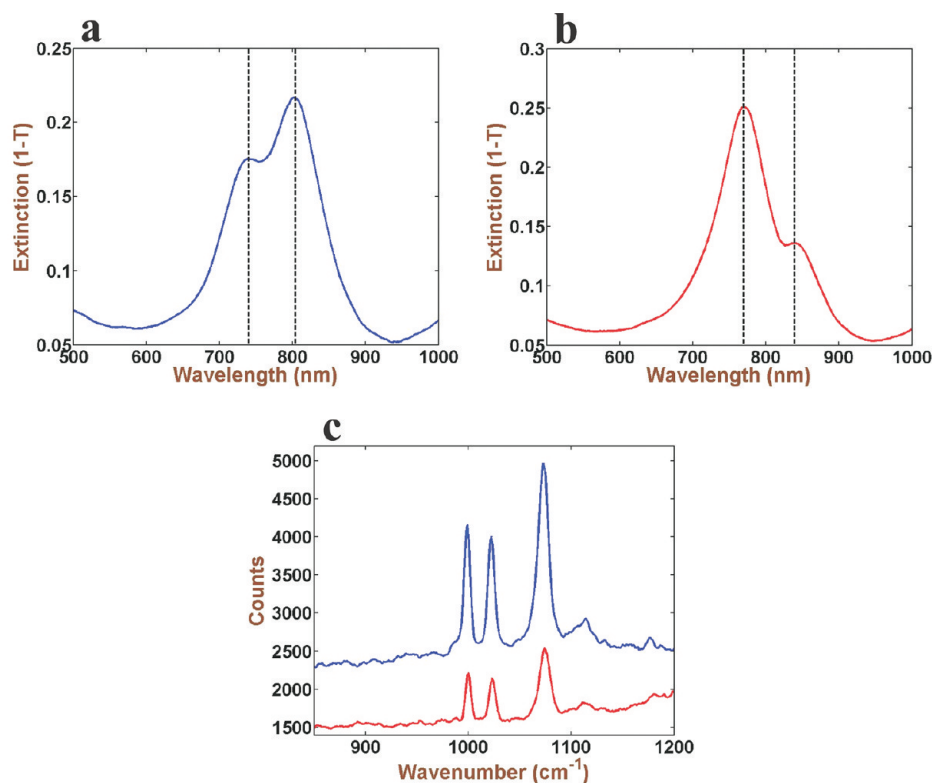 a
b
0.25
0.2
0.15
0.1
0.05
Extinction (1-T)
500 600 700 800 900 1000
Wavelength (nm)
0.3
0.25
0.2
0.15
0.1
0.05
Extinction (1-T)
500 600 700 800 900 1000
Wavelength (nm)
c
5000
4500
4000
3500
3000
2500
2000
1500
Counts
900 1000 1100 1200
Wavenumber (cm⁻¹)